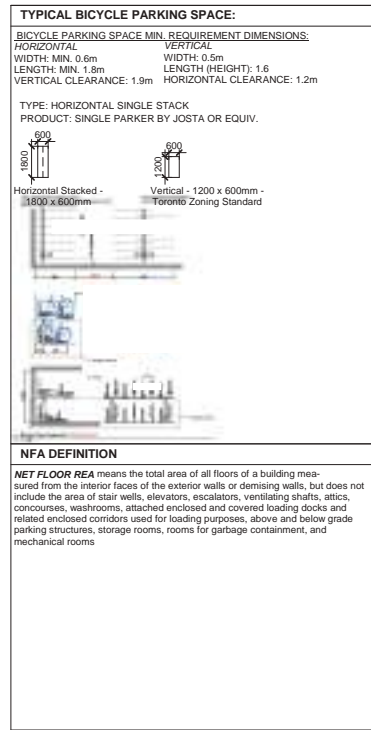 TYPICAL BICYCLE PARKING SPACE:
BICYCLE PARKING SPACE MIN. REQUIREMENT DIMENSIONS:
HORIZONTAL
WIDTH: MIN. 0.6m
LENGTH: MIN. 1.8m
VERTICAL CLEARANCE: 1.9m
VERTICAL
WIDTH: 0.5m
LENGTH (HEIGHT): 1.6
HORIZONTAL CLEARANCE: 1.2m
TYPE: HORIZONTAL SINGLE STACK
PRODUCT: SINGLE PARKER BY JOSTA OR EQUIV.
600
1800
Horizontal Stacked -
1800 x 600mm
600
1200
Vertical - 1200 x 600mm -
Toronto Zoning Standard
NFA DEFINITION
NET FLOOR REA means the total area of all floors of a building mea-
sured from the interior faces of the exterior walls or demising walls, but does not
include the area of stair wells, elevators, escalators, ventilating shafts, attics,
concourses, washrooms, attached enclosed and covered loading docks and
related enclosed corridors used for loading purposes, above and below grade
parking structures, storage rooms, rooms for garbage containment, and
mechanical rooms